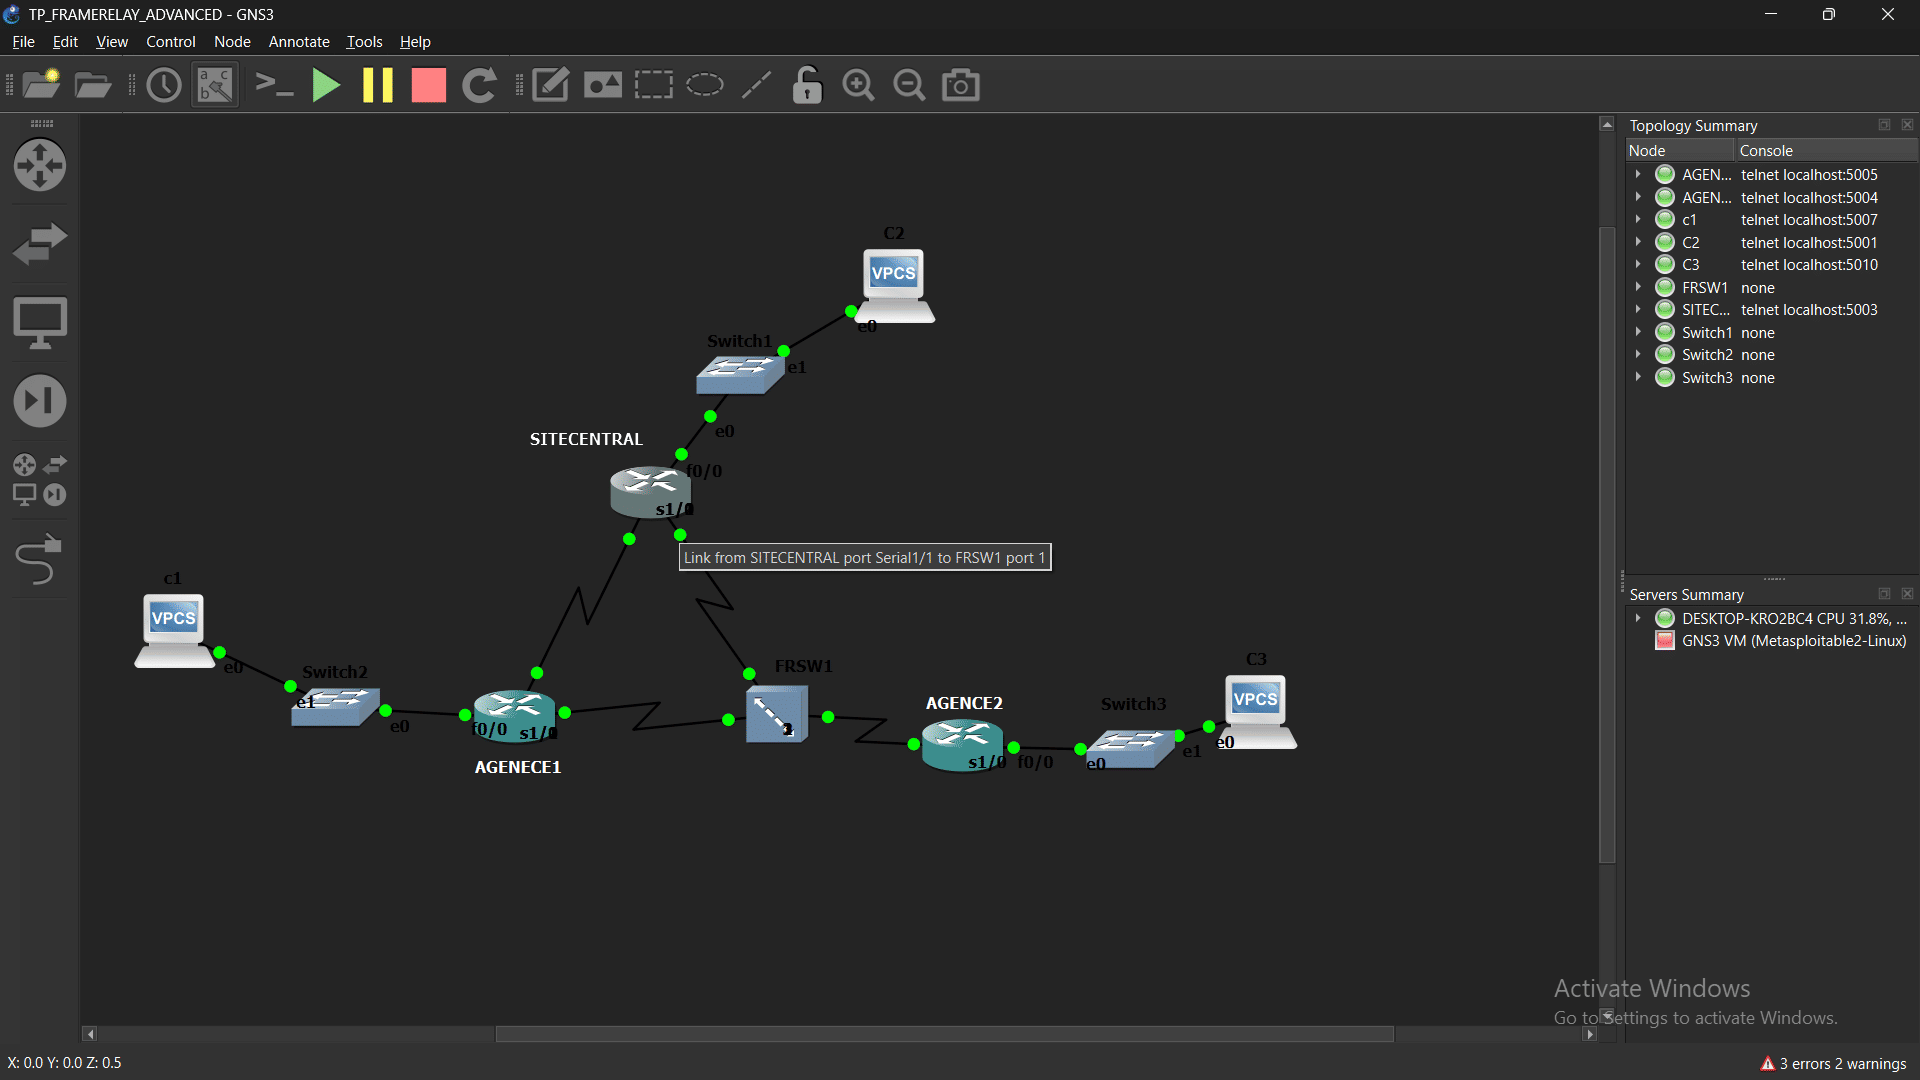 TP_FRAMERELAY_ADVANCED - GNS3
File Edit View Control Node Annotate Tools Help
Topology Summary
Node Console
AGEN... telnet localhost:5005
AGEN... telnet localhost:5004
c1 telnet localhost:5007
C2 telnet localhost:5001
C3 telnet localhost:5010
FRSW1 none
SITEC... telnet localhost:5003
Switch1 none
Switch2 none
Switch3 none
C2
VPCS
e0
Switch1
e1
e0
SITECENTRAL
f0/0
Link from SITECENTRAL port Serial1/1 to FRSW1 port 1
c1
VPCS
e0
Switch2
e1
e0
f0/0
AGENECE1
FRSW1
AGENCE2
s1/0 f0/0
Switch3
e0
e1
C3
VPCS
e0
Servers Summary
DESKTOP-KRO2BC4 CPU 31.8%, ...
GNS3 VM (Metasploitable2-Linux)
Activate Windows
Go to Settings to activate Windows.
X: 0.0 Y: 0.0 Z: 0.5
3 errors 2 warnings